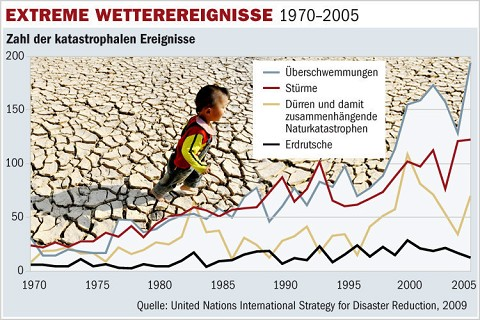 EXTREME WETTEREREIGNISSE 1970–2005
Zahl der katastrophalen Ereignisse
200
150
100
50
0
Überschwemmungen
Stürme
Dürren und damit
zusammenhängende
Naturkatastrophen
Erdrutsche
1970 1975 1980 1985 1990 1995 2000 2005
Quelle: United Nations International Strategy for Disaster Reduction, 2009